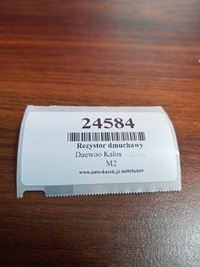 24584
Rezystor dmuchawy
Daewoo Kalos
M2
www.auto-kurek.pl